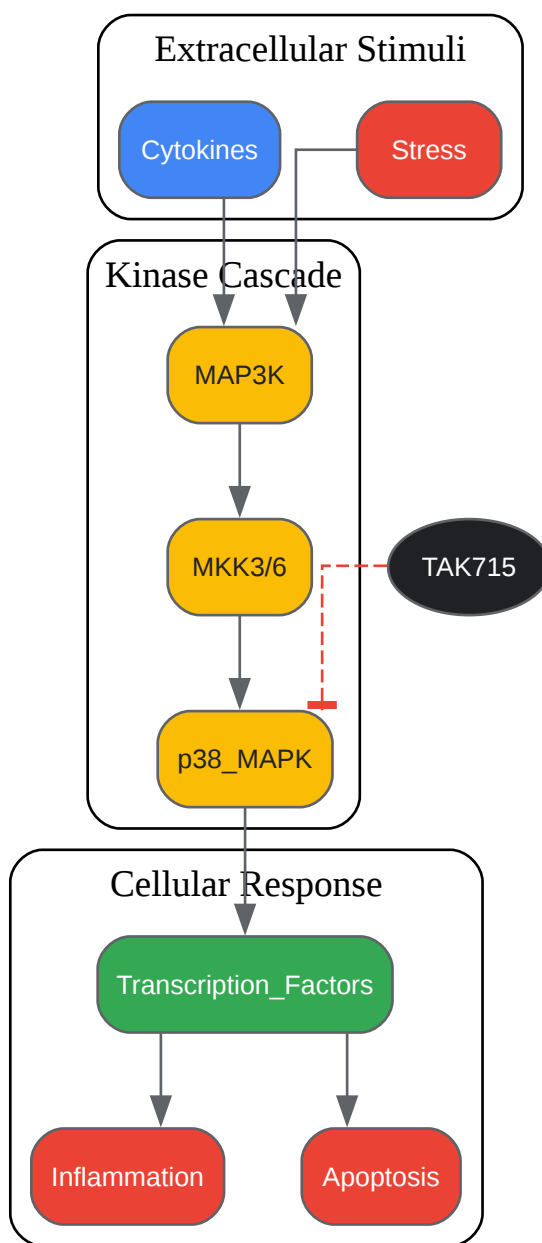 Extracellular Stimuli
Cytokines
Stress
Kinase Cascade
MAP3K
MKK3/6
TAK715
p38_MAPK
Cellular Response
Transcription_Factors
Inflammation
Apoptosis